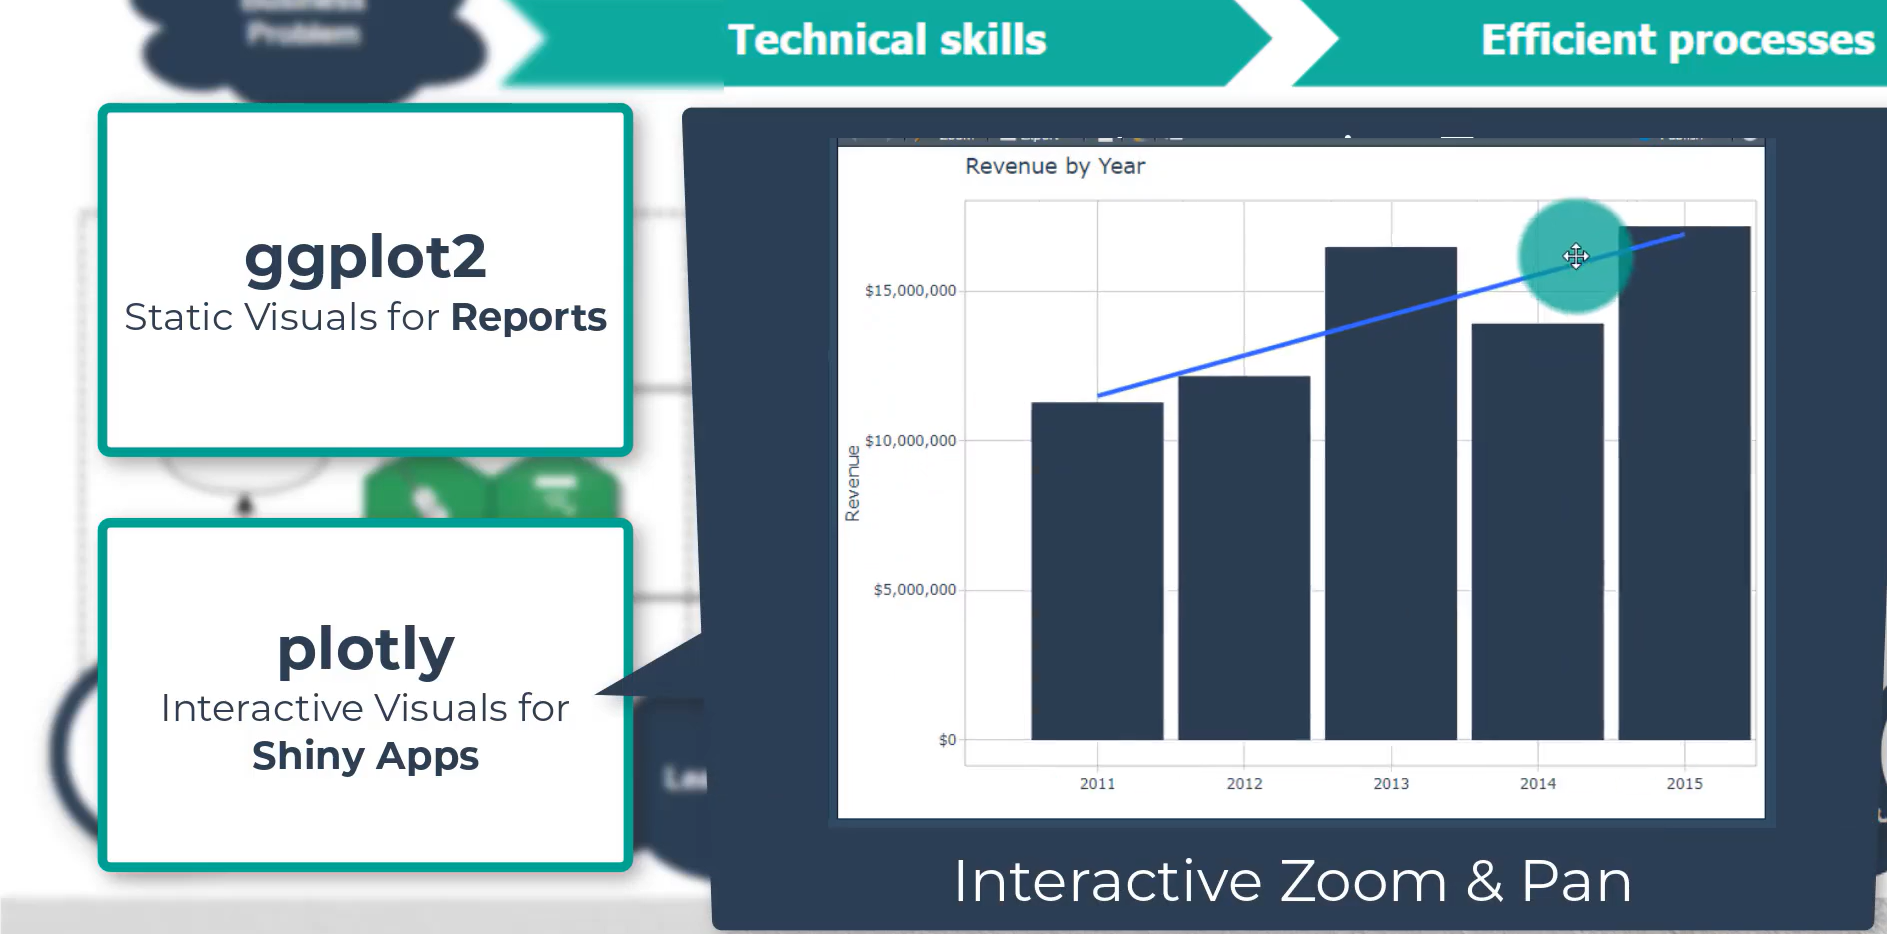 Business
Problem
Technical skills
Efficient processes
ggplot2
Static Visuals for Reports
plotly
Interactive Visuals for
Shiny Apps
Revenue by Year
$15,000,000
$10,000,000
$5,000,000
$0
Revenue
2011
2012
2013
2014
2015
Interactive Zoom & Pan